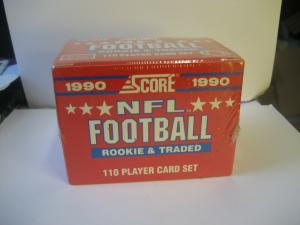 1990 SCORE 1990
NFL
FOOTBALL
ROOKIE & TRADED
110 PLAYER CARD SET